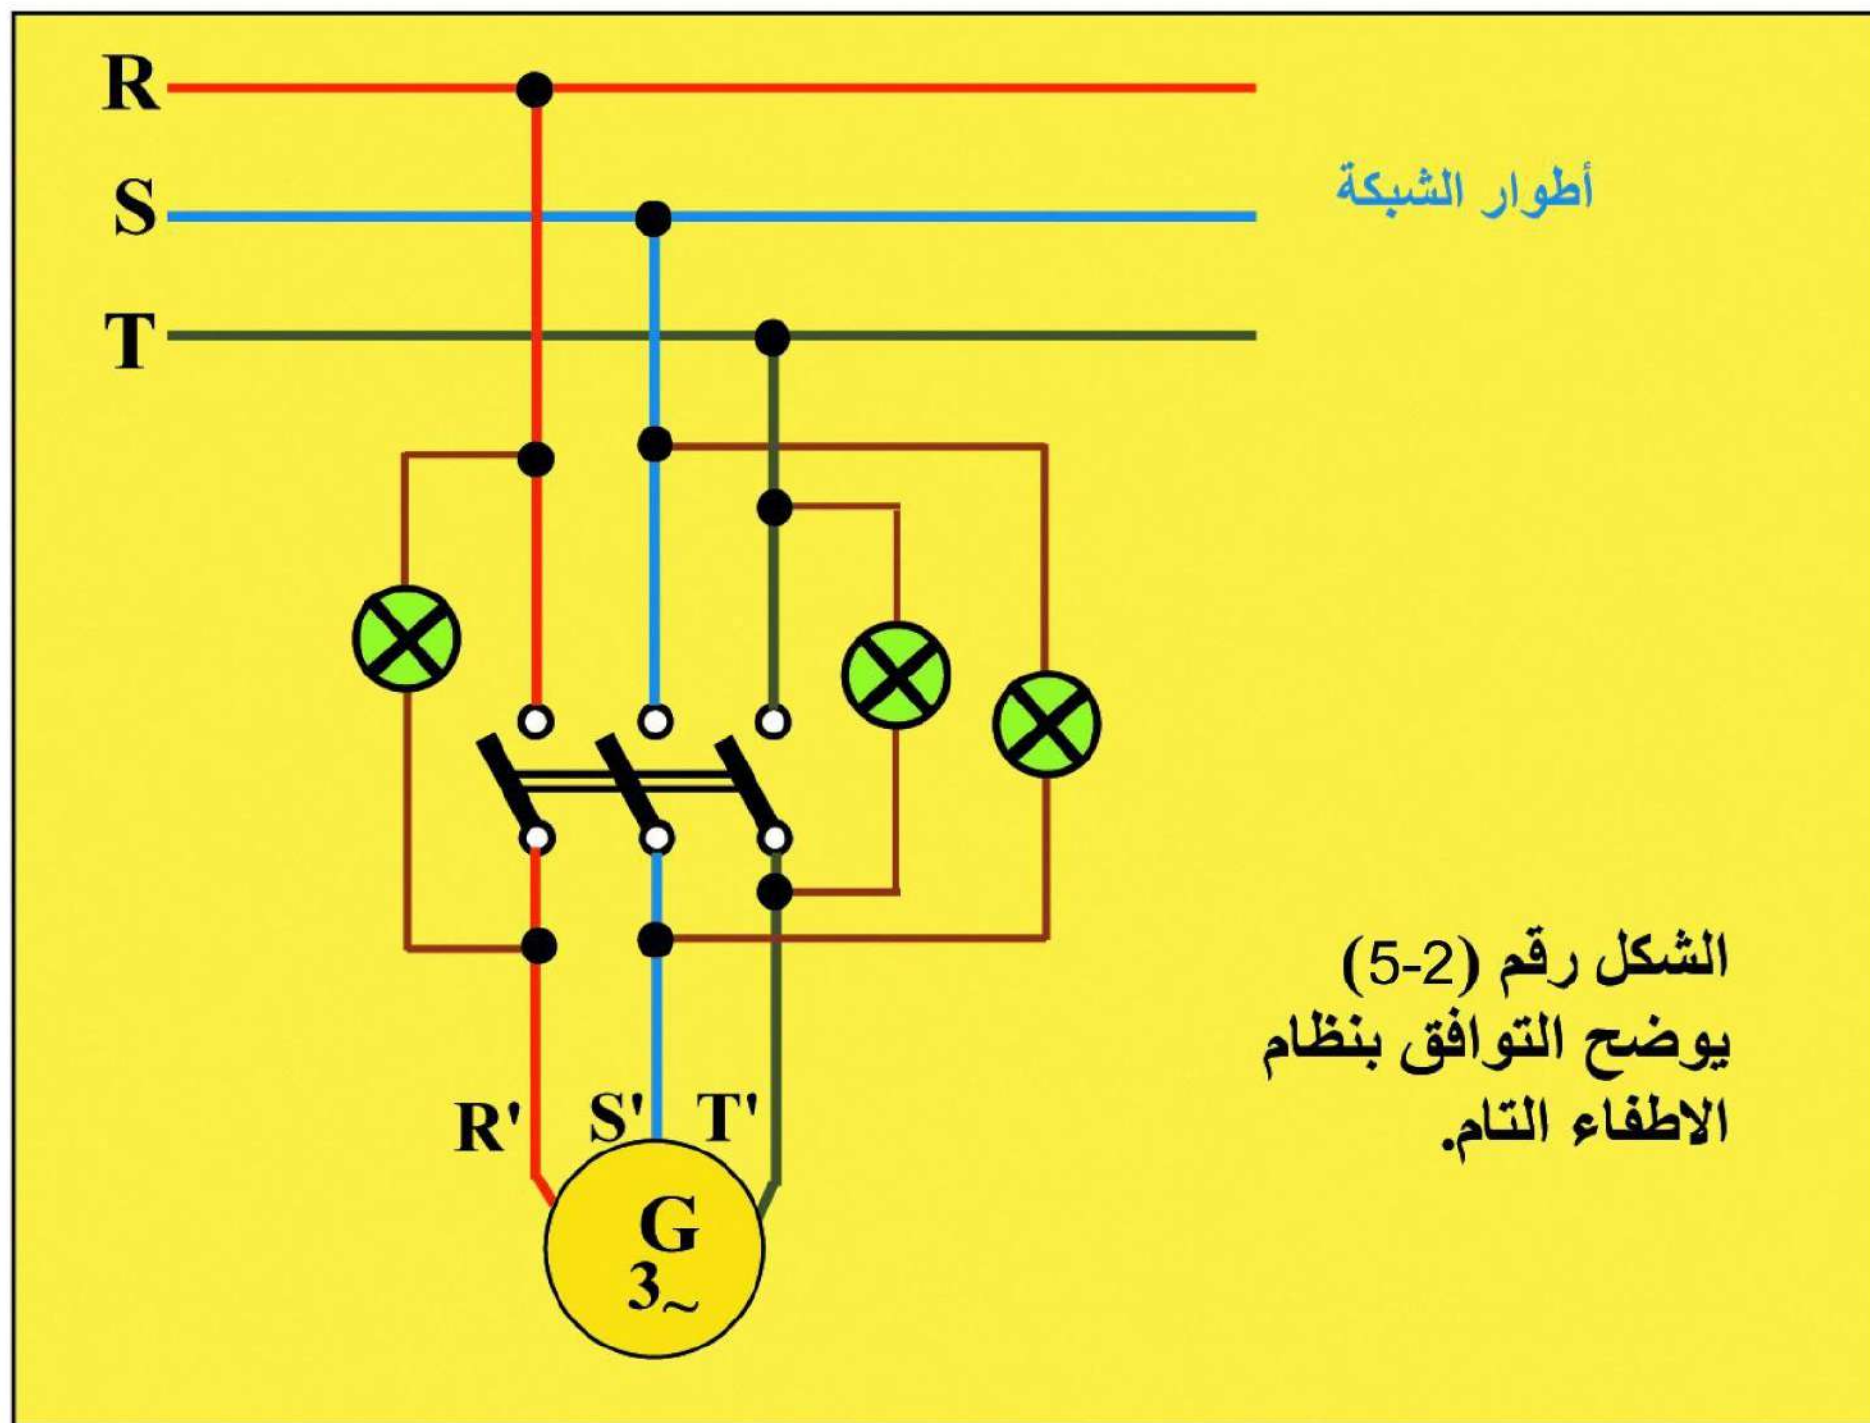 R
S
أطوار الشبكة
T
الشكل رقم (2-5)
يوضح التوافق بنظام
الاطفاء التام.
R' S' T'
G
3~